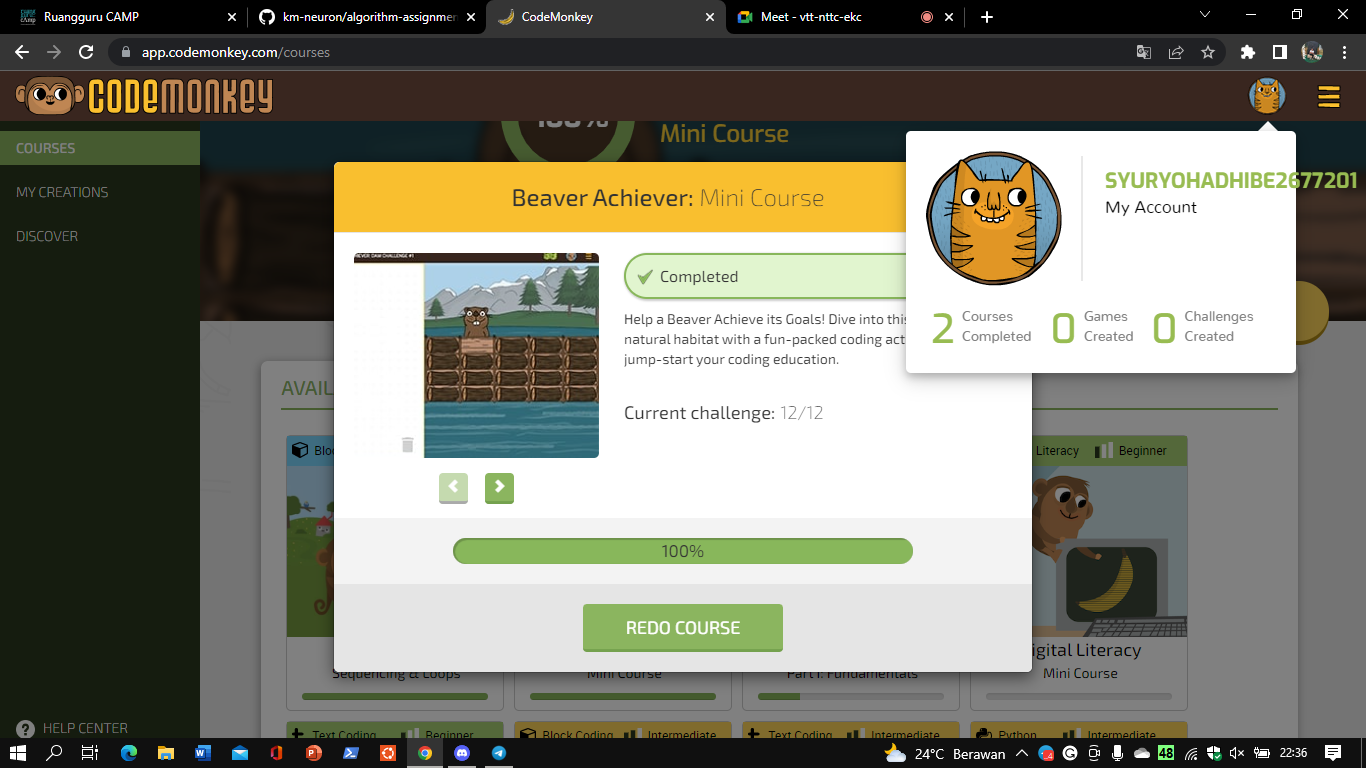 Ruangguru CAMP
km-neuron/algorithm-assignmen
CodeMonkey
Meet - vtt-nttc-ekc
app.codemonkey.com/courses
CODEMONKEY
COURSES
MY CREATIONS
DISCOVER
HELP CENTER
100%
Mini Course
Beaver Achiever: Mini Course
Completed
Help a Beaver Achieve its Goals! Dive into this
natural habitat with a fun-packed coding act
jump-start your coding education.
Current challenge: 12/12
100%
REDO COURSE
SYURYOHADHIBE2677201
My Account
2 Courses Completed
0 Games Created
0 Challenges Created
AVAIL
Bloc
Literacy
Beginner
Sequencing & Loops
Mini Course
Part 1: Fundamentals
igital Literacy
Mini Course
Text Coding
Beginner
Block Coding
Intermediate
Text Coding
Intermediate
Python
Intermediate
24°C Berawan
48
22:36